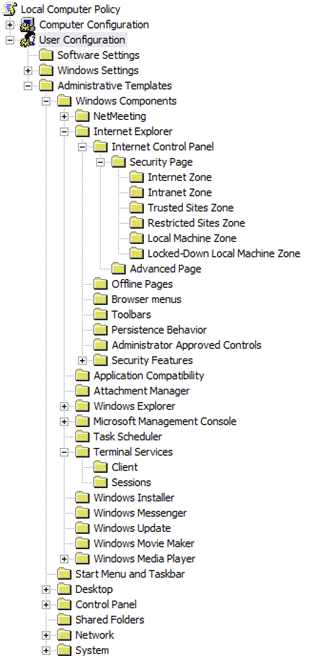 Local Computer Policy
Computer Configuration
User Configuration
Software Settings
Windows Settings
Administrative Templates
Windows Components
NetMeeting
Internet Explorer
Internet Control Panel
Security Page
Internet Zone
Intranet Zone
Trusted Sites Zone
Restricted Sites Zone
Local Machine Zone
Locked-Down Local Machine Zone
Advanced Page
Offline Pages
Browser menus
Toolbars
Persistence Behavior
Administrator Approved Controls
Security Features
Application Compatibility
Attachment Manager
Windows Explorer
Microsoft Management Console
Task Scheduler
Terminal Services
Client
Sessions
Windows Installer
Windows Messenger
Windows Update
Windows Movie Maker
Windows Media Player
Start Menu and Taskbar
Desktop
Control Panel
Shared Folders
Network
System